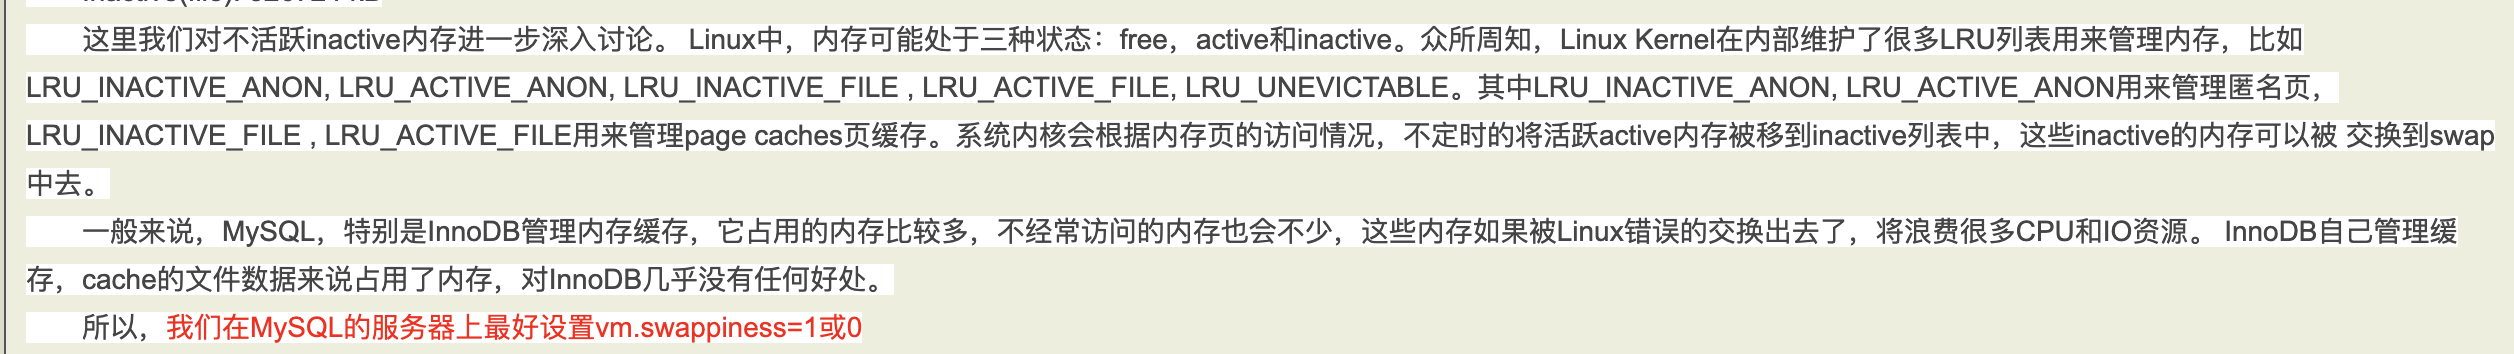 这里我们对不活跃inactive内存进一步深入讨论。 Linux中，内存可能处于三种状态：free，active和inactive。众所周知，Linux Kernel在内部维护了很多LRU列表用来管理内存，比如
LRU_INACTIVE_ANON, LRU_ACTIVE_ANON, LRU_INACTIVE_FILE , LRU_ACTIVE_FILE, LRU_UNEVICTABLE。其中LRU_INACTIVE_ANON, LRU_ACTIVE_ANON用来管理匿名页，
LRU_INACTIVE_FILE , LRU_ACTIVE_FILE用来管理page caches页缓存。系统内核会根据内存页的访问情况，不定时的将活跃active内存被移到inactive列表中，这些inactive的内存可以被 交换到swap
中去。
一般来说，MySQL，特别是InnoDB管理内存缓存，它占用的内存比较多，不经常访问的内存也会不少，这些内存如果被Linux错误的交换出去了，将浪费很多CPU和IO资源。 InnoDB自己管理缓
存，cache的文件数据来说占用了内存，对InnoDB几乎没有任何好处。
所以，我们在MySQL的服务器上最好设置vm.swappiness=1或0